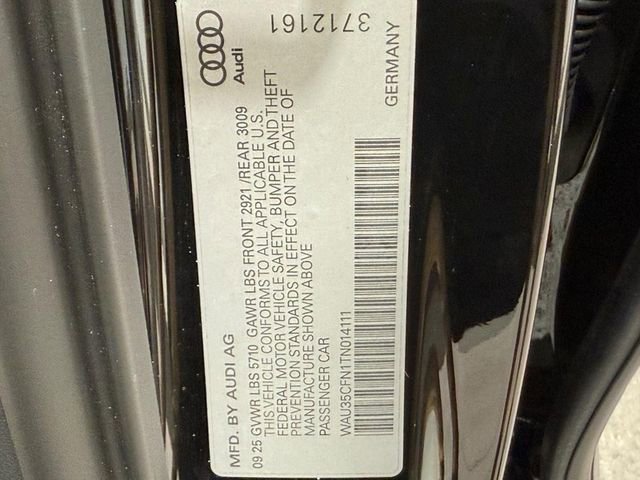 MFD. BY AUDI AG
Audi
09 25 GVWR LBS 5710 GAWR LBS FRONT 2921 /REAR 3009
THIS VEHICLE CONFORMS TO ALL APPLICABLE U.S.
FEDERAL MOTOR VEHICLE SAFETY, BUMPER AND THEFT
PREVENTION STANDARDS IN EFFECT ON THE DATE OF
MANUFACTURE SHOWN ABOVE
PASSENGER CAR
WAU35CFN1TN014111
GERMANY
3712161